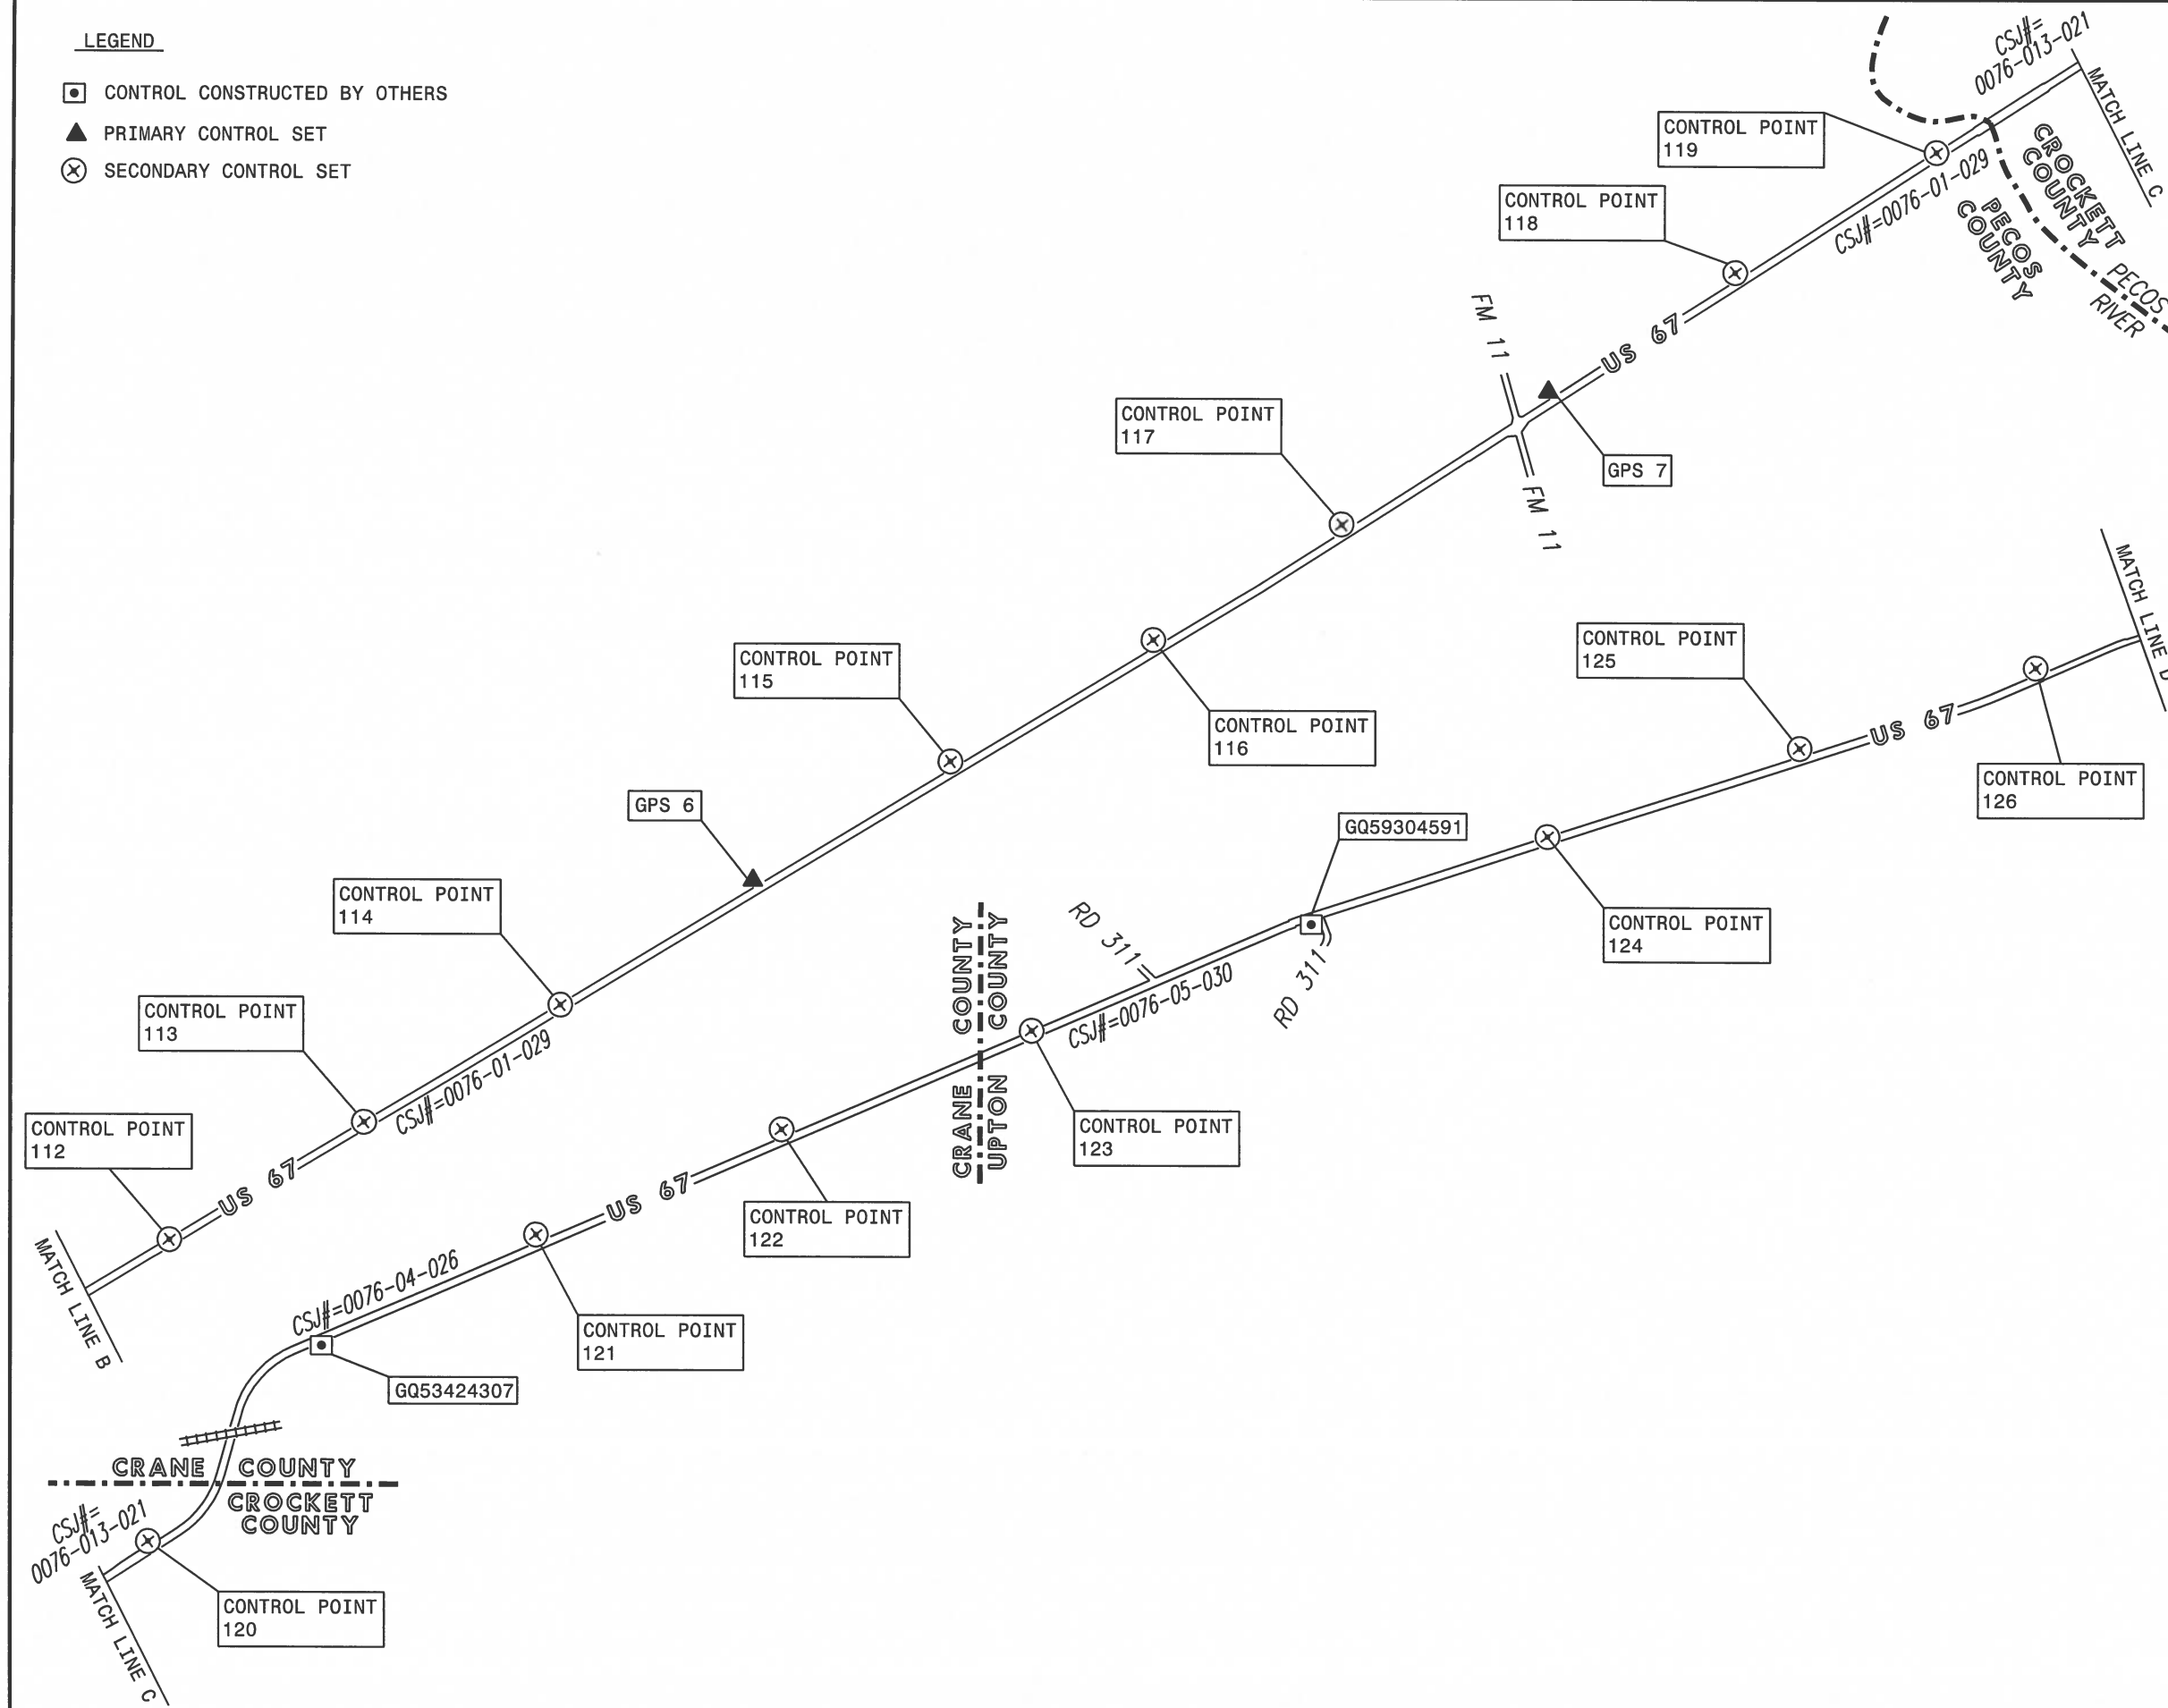 LEGEND
CONTROL CONSTRUCTED BY OTHERS
PRIMARY CONTROL SET
SECONDARY CONTROL SET
CSJ#=
0076-013-021
MATCH LINE C
CONTROL POINT
119
CROCKETT
COUNTY
CSJ#=0076-01-029
PECOS
COUNTY
PECOS
RIVER
CONTROL POINT
118
FM 11
US 67
CONTROL POINT
117
GPS 7
FM 11
MATCH LINE D
CONTROL POINT
125
CONTROL POINT
115
CONTROL POINT
116
US 67
CONTROL POINT
126
GPS 6
GQ59304591
CONTROL POINT
114
CONTROL POINT
124
RD 311
RD 311
CRANE COUNTY
UPTON COUNTY
CSJ#=0076-05-030
CONTROL POINT
113
CSJ#=0076-01-029
CONTROL POINT
112
CONTROL POINT
123
US 67
US 67
CONTROL POINT
122
MATCH LINE B
CSJ#=0076-04-026
CONTROL POINT
121
GQ53424307
CRANE COUNTY
CROCKETT
COUNTY
CSJ#=
0076-013-021
MATCH LINE C
CONTROL POINT
120